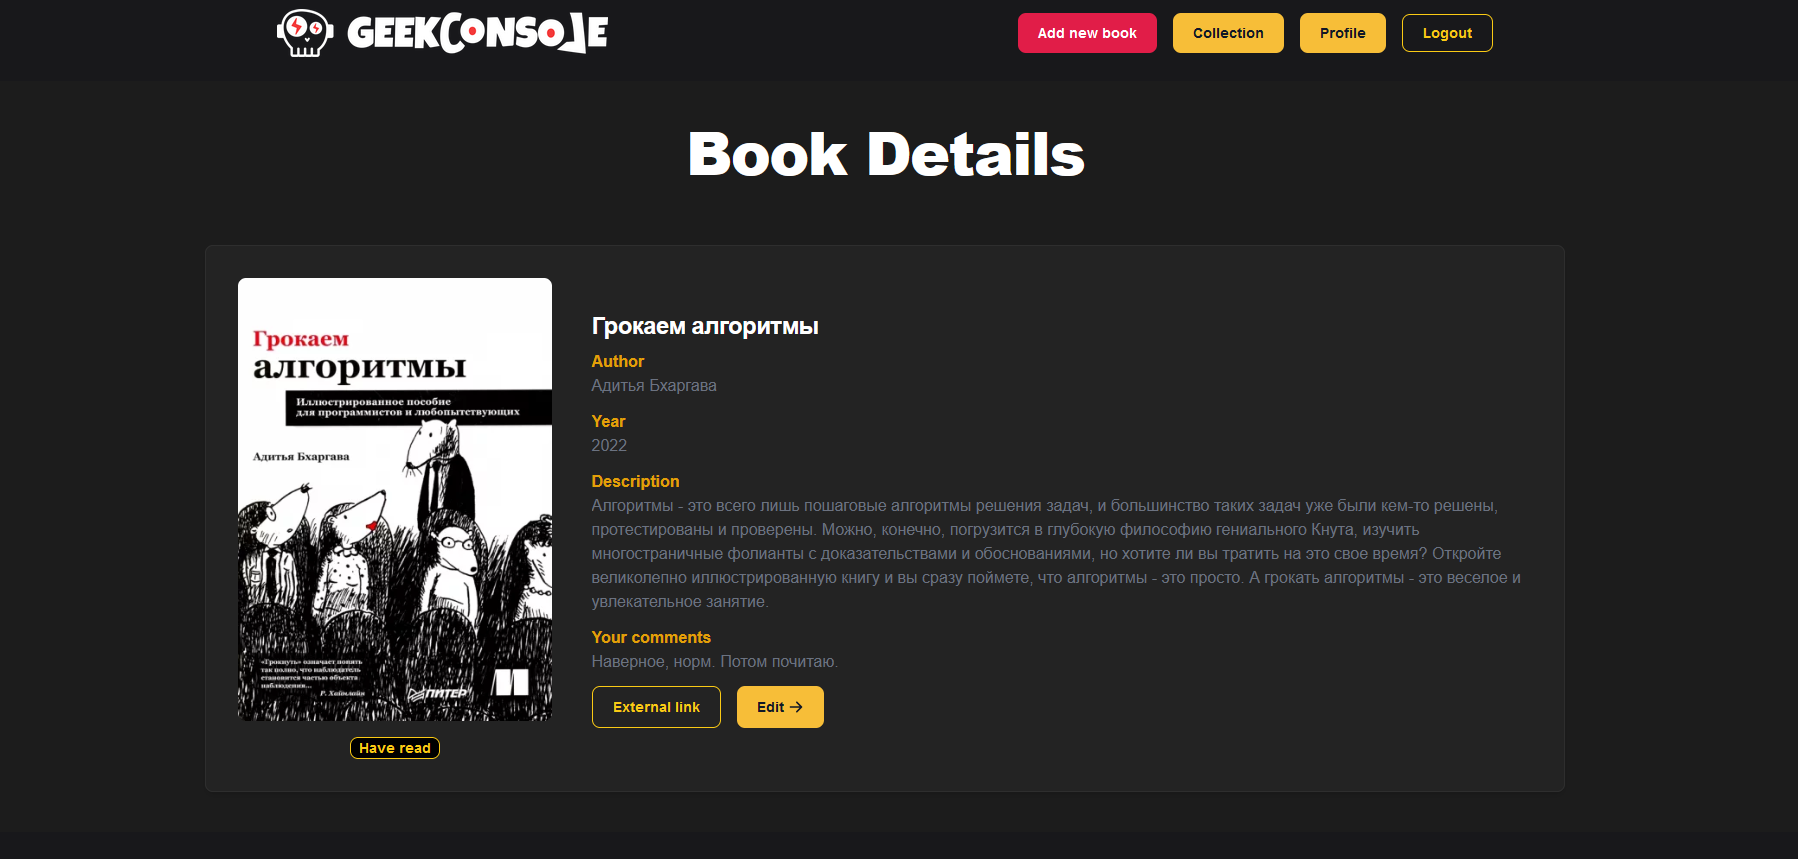 GEEKCONSOLE
Add new book
Collection
Profile
Logout
Book Details
Грокаем
алгоритмы
Иллюстрированное пособие
для программистов и любопытствующих
Адитья Бхаргава
«Грокнуть» означает понять
так полно, что наблюдатель
становится частью объекта
наблюдения...
Р. Хайнлайн
ПИТЕР
Have read
Грокаем алгоритмы
Author
Адитья Бхаргава
Year
2022
Description
Алгоритмы - это всего лишь пошаговые алгоритмы решения задач, и большинство таких задач уже были кем-то решены,
протестированы и проверены. Можно, конечно, погрузится в глубокую философию гениального Кнута, изучить
многостраничные фолианты с доказательствами и обоснованиями, но хотите ли вы тратить на это свое время? Откройте
великолепно иллюстрированную книгу и вы сразу поймете, что алгоритмы - это просто. А грокать алгоритмы - это веселое и
увлекательное занятие.
Your comments
Наверное, норм. Потом почитаю.
External link
Edit →